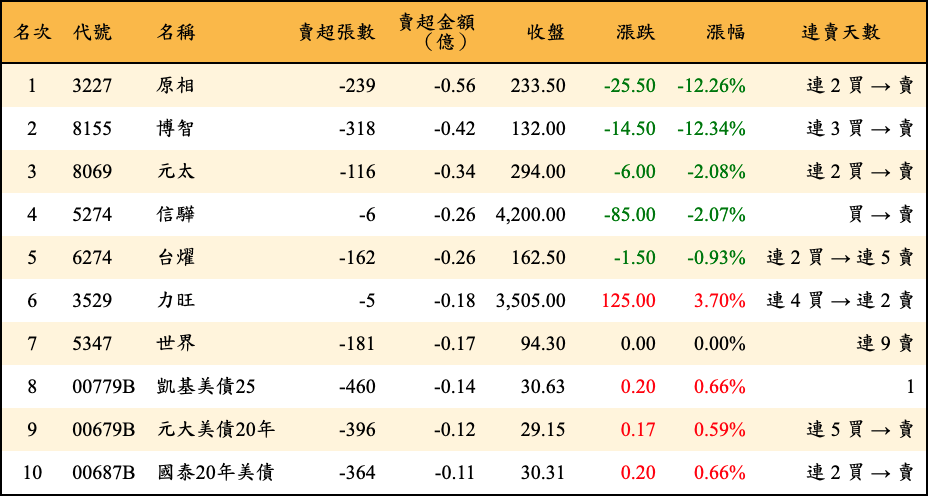 名次 代號 名稱 賣超張數 賣超金額（億） 收盤 漲跌 漲幅 連賣天數
1 3227 原相 -239 -0.56 233.50 -25.50 -12.26% 連 2 買 → 賣
2 8155 博智 -318 -0.42 132.00 -14.50 -12.34% 連 3 買 → 賣
3 8069 元太 -116 -0.34 294.00 -6.00 -2.08% 連 2 買 → 賣
4 5274 信驊 -6 -0.26 4,200.00 -85.00 -2.07% 買 → 賣
5 6274 台燿 -162 -0.26 162.50 -1.50 -0.93% 連 2 買 → 連 5 賣
6 3529 力旺 -5 -0.18 3,505.00 125.00 3.70% 連 4 買 → 連 2 賣
7 5347 世界 -181 -0.17 94.30 0.00 0.00% 連 9 賣
8 00779B 凱基美債25 -460 -0.14 30.63 0.20 0.66% 1
9 00679B 元大美債20年 -396 -0.12 29.15 0.17 0.59% 連 5 買 → 賣
10 00687B 國泰20年美債 -364 -0.11 30.31 0.20 0.66% 連 2 買 → 賣